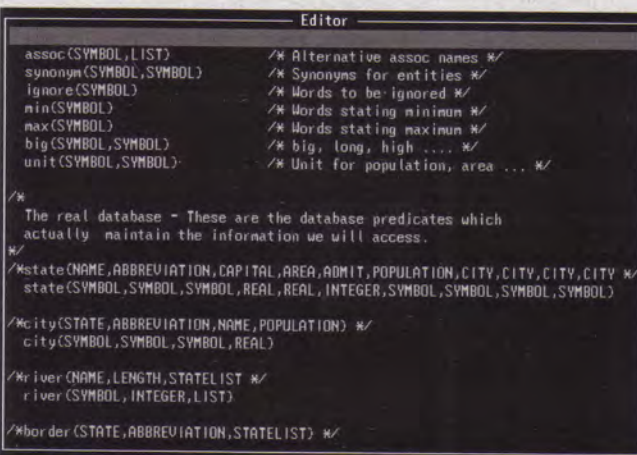 Editor
assoc(SYMBOL,LIST) /* Alternative assoc names */
synonym(SYMBOL,SYMBOL) /* Synonyms for entities */
ignore(SYMBOL) /* Words to be ignored */
min(SYMBOL) /* Words stating minimum */
max(SYMBOL) /* Words stating maximum */
big(SYMBOL,SYMBOL) /* big, long, high .... */
unit(SYMBOL,SYMBOL) /* Unit for population, area ... */
/*
The real database - These are the database predicates which
actually maintain the information we will access.
*/
/*state(NAME,ABBREVIATION,CAPITAL,AREA,ADMIT,POPULATION,CITY,CITY,CITY,CITY */
state(SYMBOL,SYMBOL,SYMBOL,REAL,REAL,INTEGER,SYMBOL,SYMBOL,SYMBOL,SYMBOL)
/*city(STATE,ABBREVIATION,NAME,POPULATION) */
city(SYMBOL,SYMBOL,SYMBOL,REAL)
/*river(NAME,LENGTH,STATELIST */
river(SYMBOL,INTEGER,LIST)
/*border(STATE,ABBREVIATION,STATELIST) */